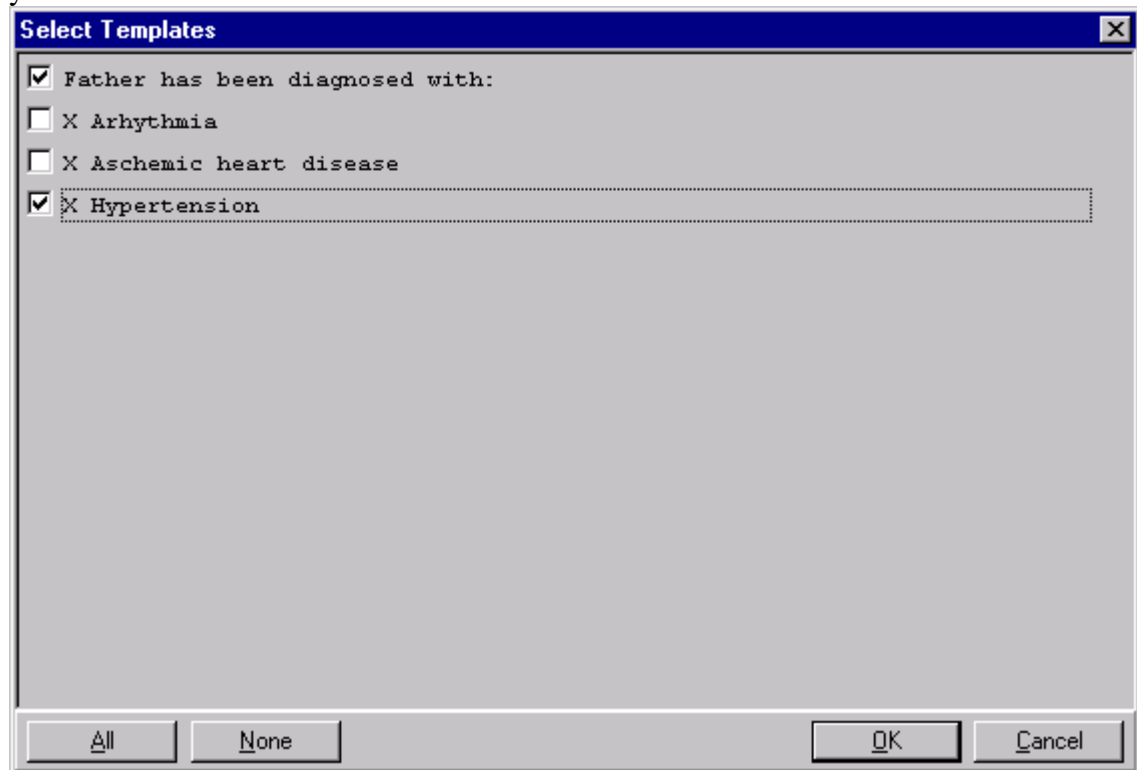 Select Templates
Father has been diagnosed with:
X Arhythmia
X Aschemic heart disease
X Hypertension
All None OK Cancel